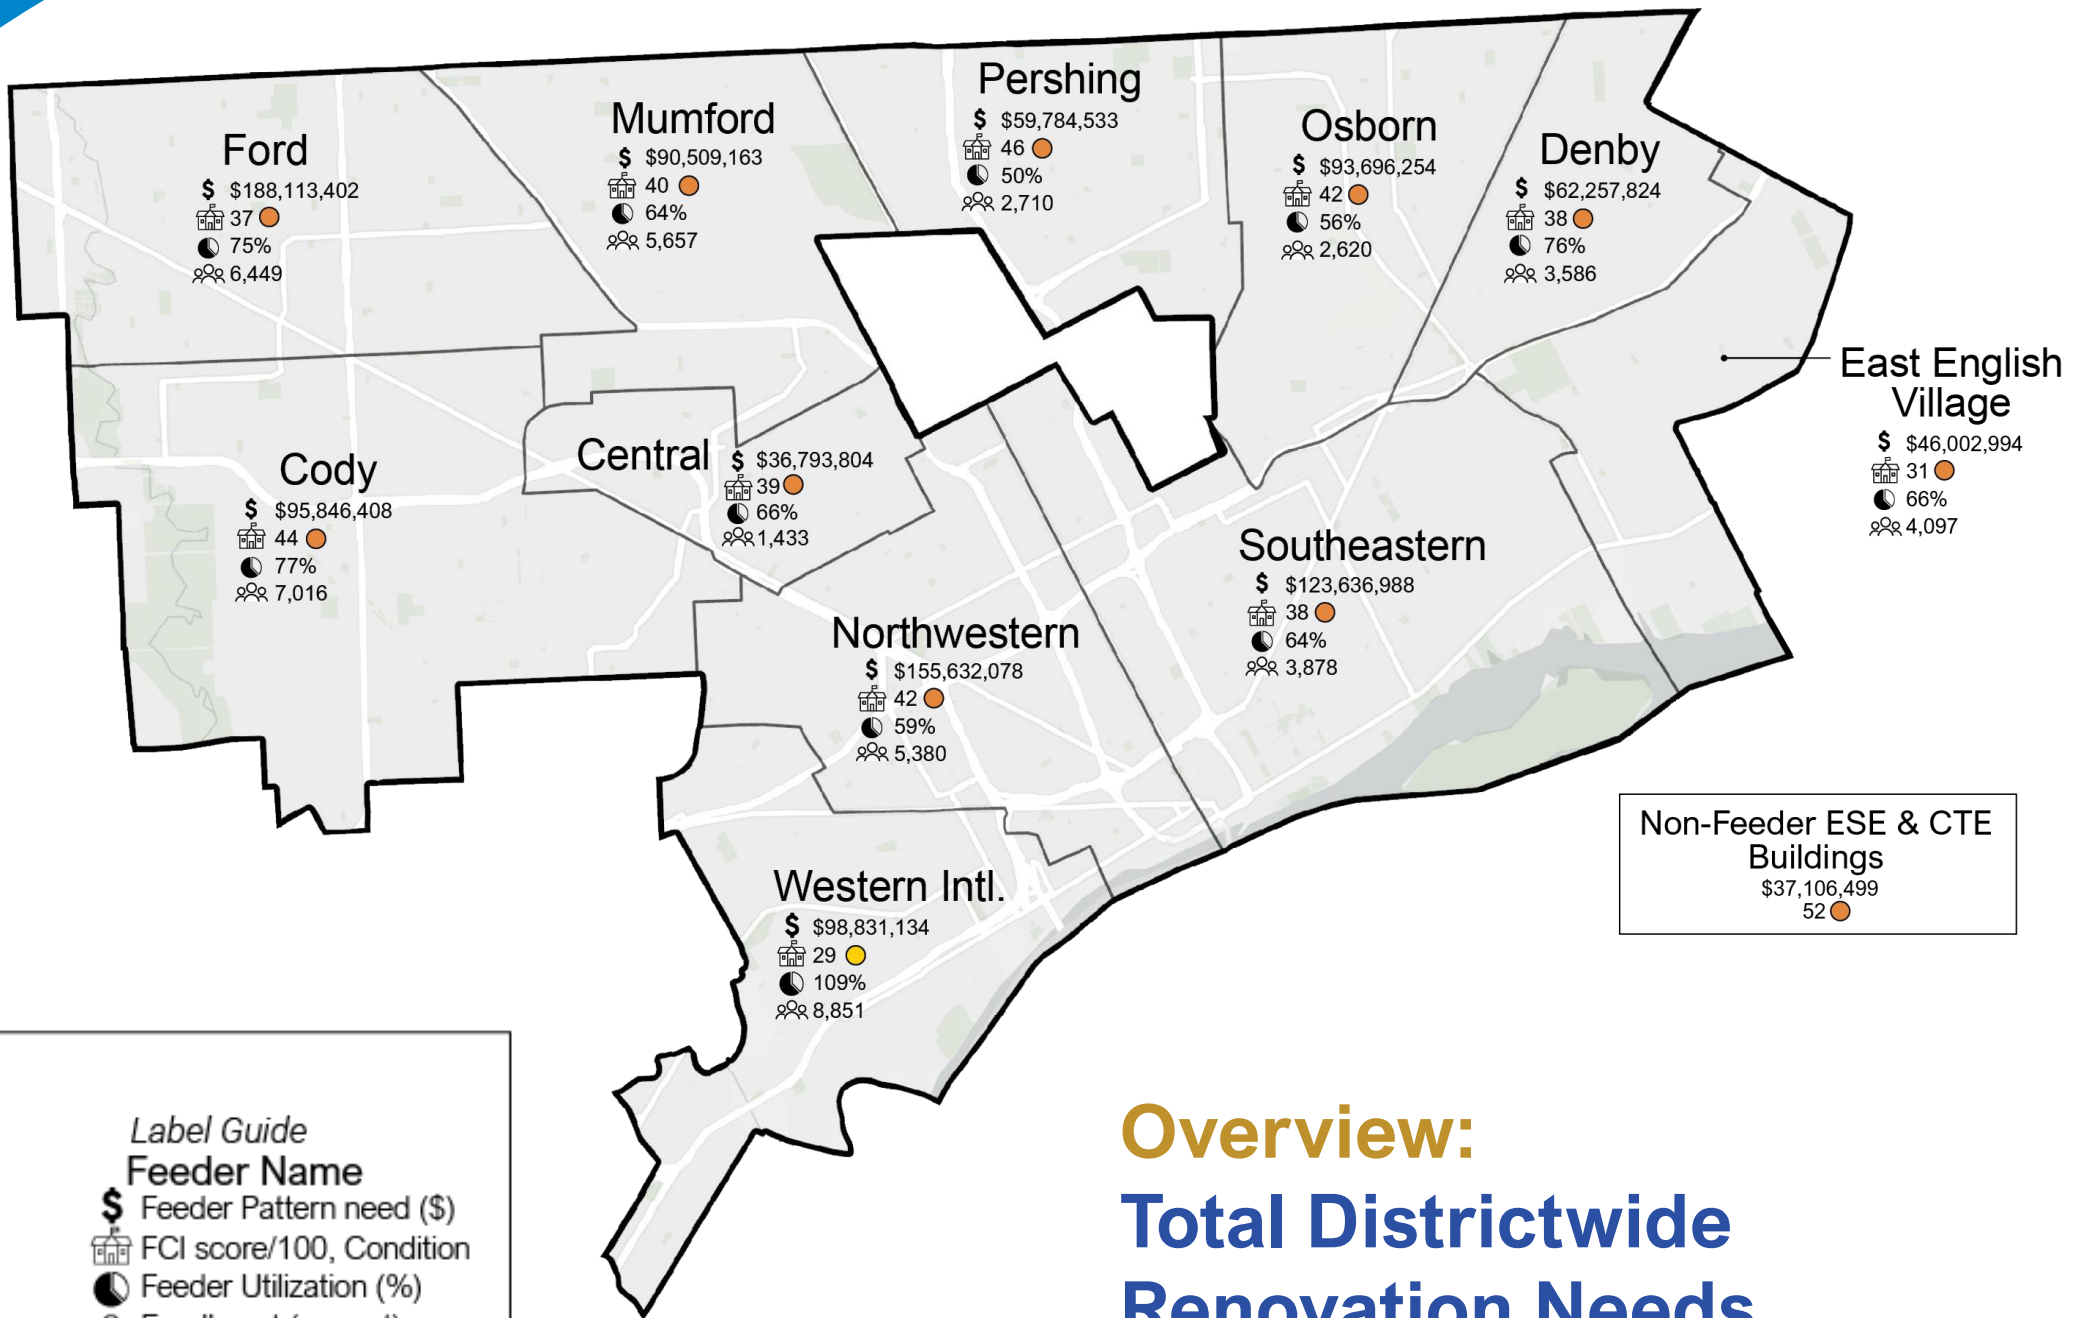 Pershing
$ $59,784,533
46
50%
2,710
Mumford
$ $90,509,163
40
64%
5,657
Osborn
$ $93,696,254
42
56%
2,620
Ford
$ $188,113,402
37
75%
6,449
Denby
$ $62,257,824
38
76%
3,586
East English
Village
$ $46,002,994
31
66%
4,097
Central
$ $36,793,804
39
66%
1,433
Cody
$ $95,846,408
44
77%
7,016
Southeastern
$ $123,636,988
38
64%
3,878
Northwestern
$ $155,632,078
42
59%
5,380
Non-Feeder ESE & CTE
Buildings
$37,106,499
52
Western Intl.
$ $98,831,134
29
109%
8,851
Label Guide
Feeder Name
$ Feeder Pattern need ($)
FCI score/100, Condition
Feeder Utilization (%)
Overview:
Total Districtwide
Renovation Needs